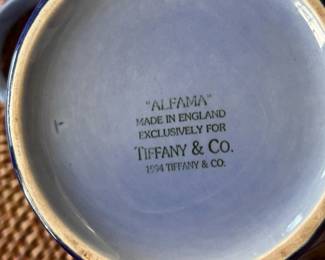 "ALFAMA"
MADE IN ENGLAND
EXCLUSIVELY FOR
TIFFANY & CO.
1994 TIFFANY & CO.